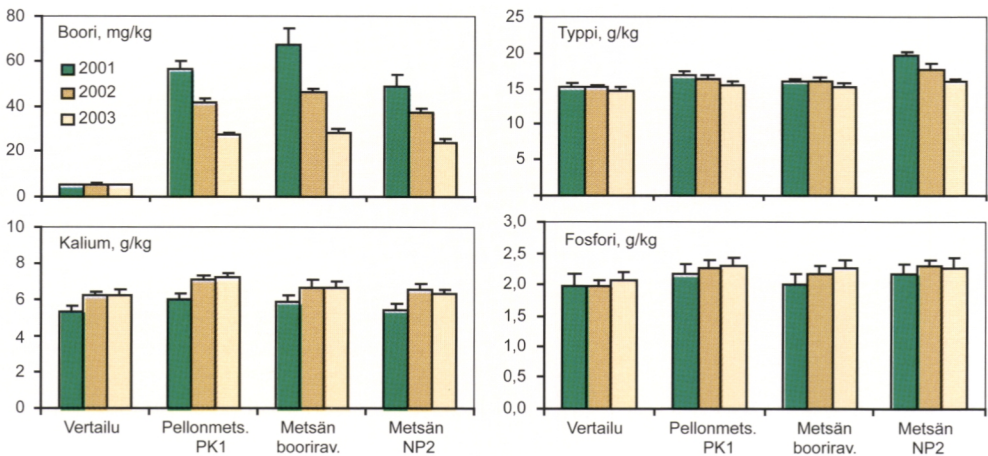 Boori, mg/kg
80
60
40
20
0
2001
2002
2003
Typpi, g/kg
25
20
15
10
5
Kalium, g/kg
10
8
6
4
2
0
Vertailu
Pellonmets.
PK1
Metsän
boorirav.
Metsän
NP2
Fosfori, g/kg
3,0
2,5
2,0
1,5
1,0
0,5
0,0
Vertailu
Pellonmets.
PK1
Metsän
boorirav.
Metsän
NP2